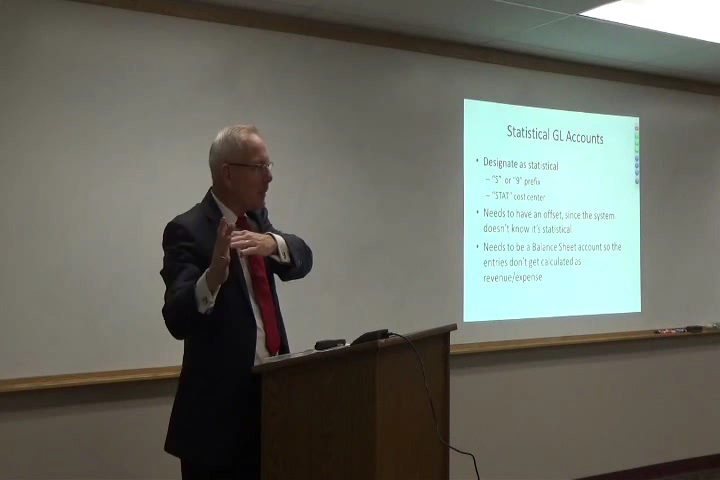 Statistical GL Accounts
• Designate as statistical
– "S" or "9" prefix
– "STAT" cost center
• Needs to have an offset, since the system
doesn't know it's statistical
• Needs to be a Balance Sheet account so the
entries don't get calculated as
revenue/expense